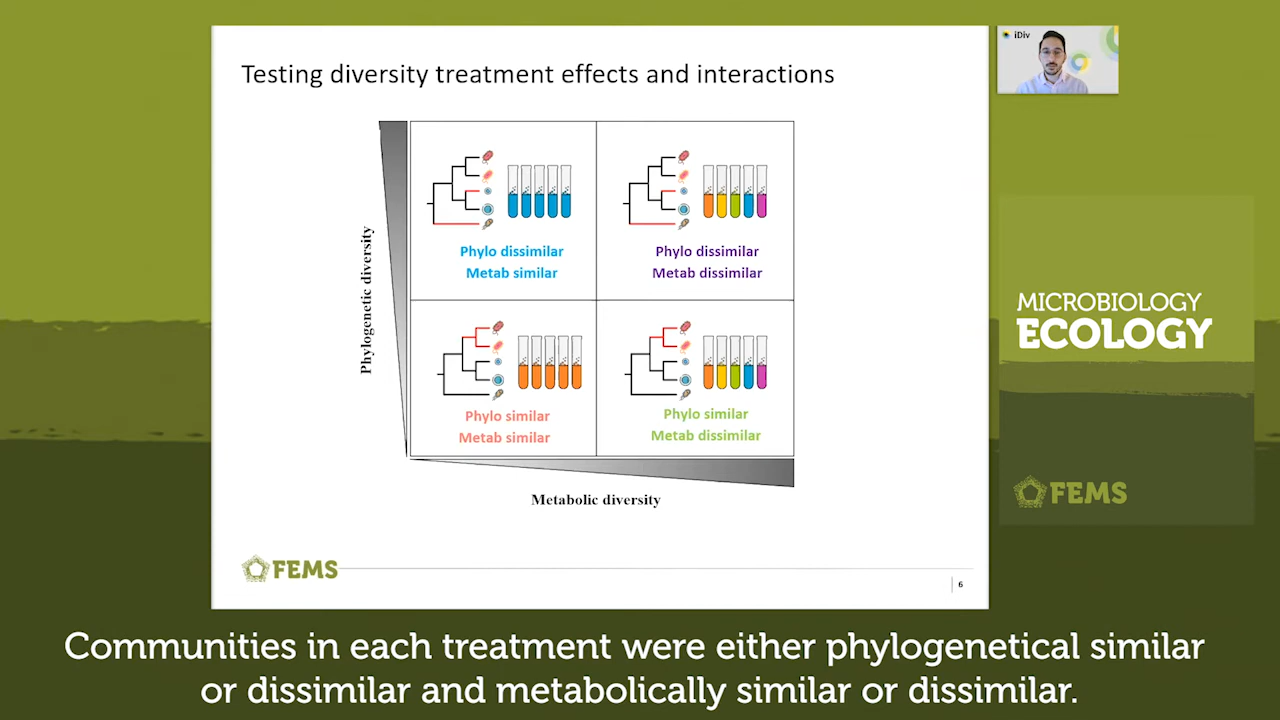 iDiv
Testing diversity treatment effects and interactions
Phylogenetic diversity
Phylo dissimilar
Metab similar
Phylo dissimilar
Metab dissimilar
Phylo similar
Metab similar
Phylo similar
Metab dissimilar
Metabolic diversity
FEMS
6
MICROBIOLOGY
ECOLOGY
FEMS
Communities in each treatment were either phylogenetical similar
or dissimilar and metabolically similar or dissimilar.